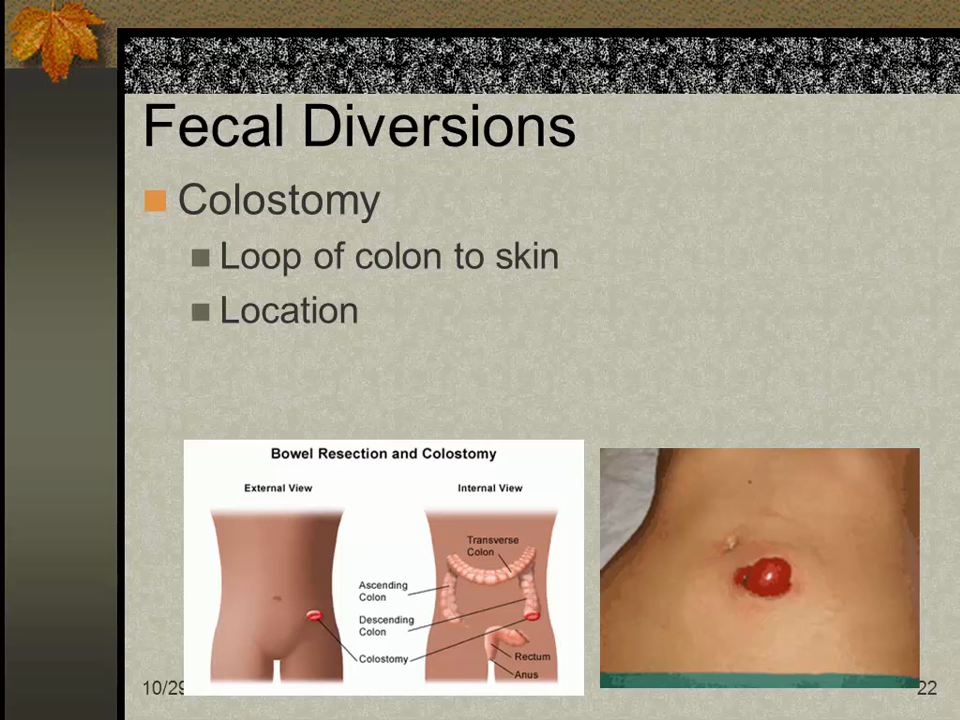 Fecal Diversions
Colostomy
Loop of colon to skin
Location
Bowel Resection and Colostomy
External View
Internal View
Transverse
Colon
Ascending
Colon
Descending
Colon
Colostomy
Rectum
Anus
10/29
22